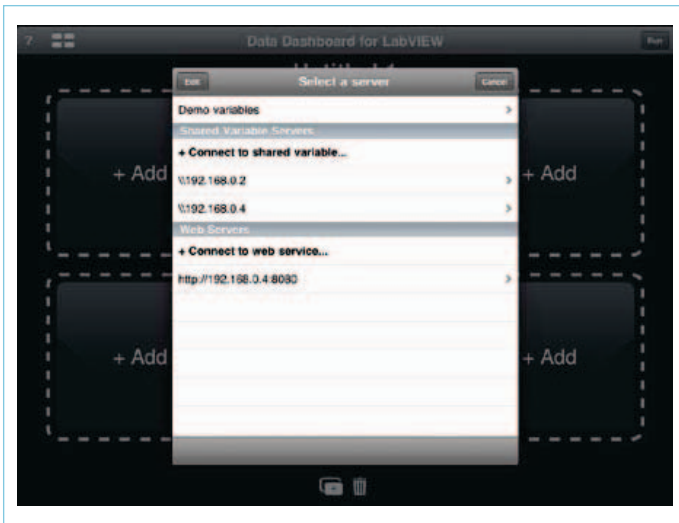 ? Data Dashboard for LabVIEW Run
Edit Select a server Cancel
Demo variables
Shared Variable Servers
+ Connect to shared variable...
\\192.168.0.2
\\192.168.0.4
Web Servers
+ Connect to web service...
http://192.168.0.4:8080
+ Add + Add
+ Add + Add